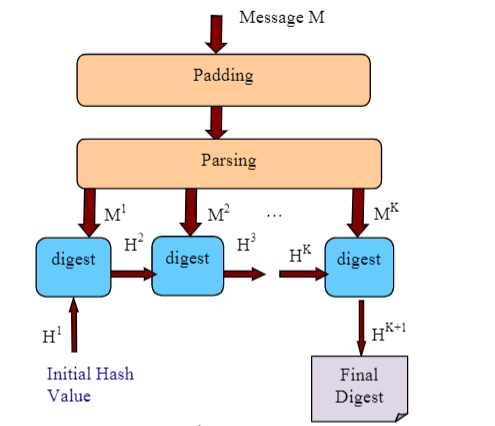 Message M
Padding
Parsing
M¹
M²
...
Mᴷ
digest
H²
digest
H³
Hᴷ
digest
H¹
Hᴷ⁺¹
Initial Hash
Value
Final
Digest